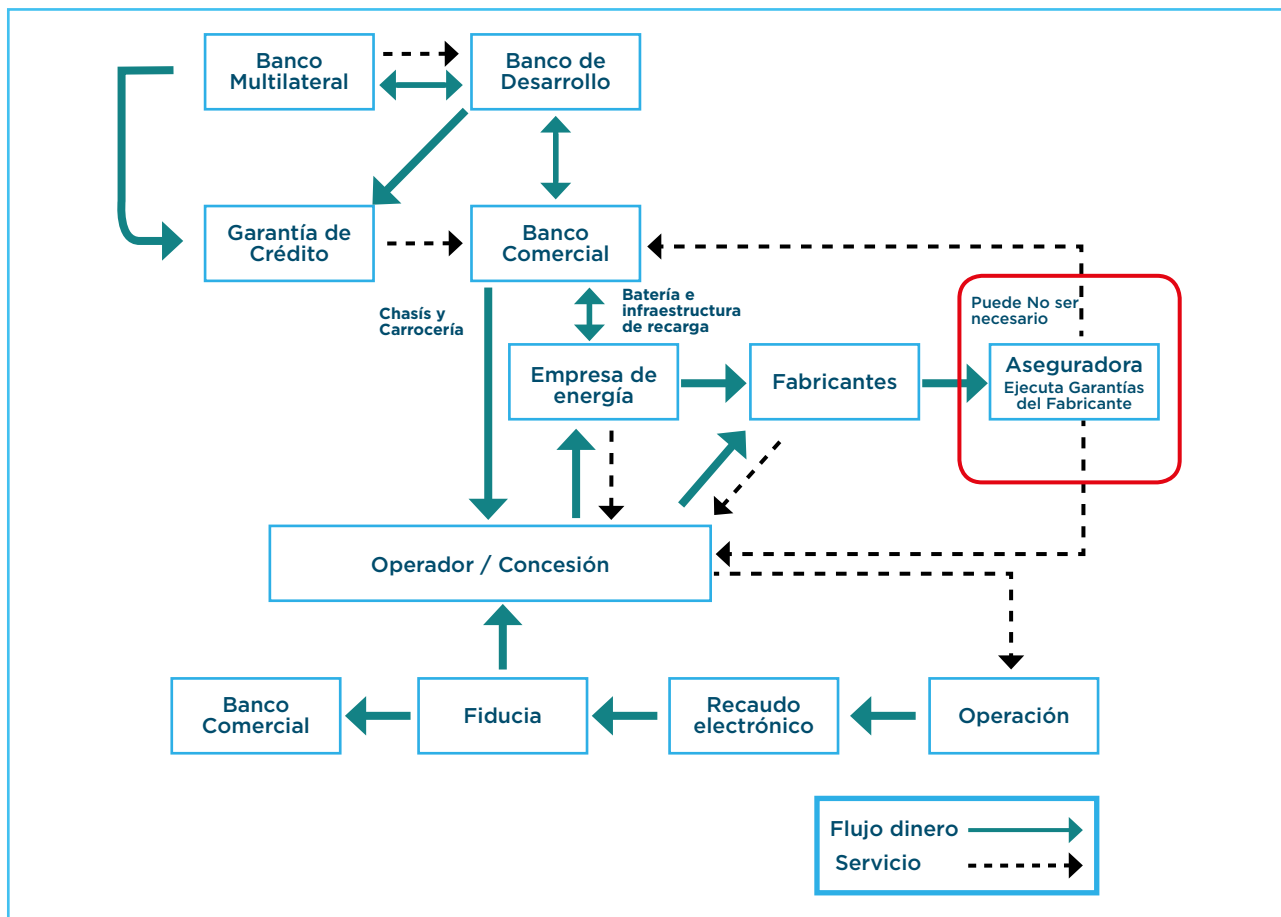 Banco
Multilateral
Banco de
Desarrollo
Garantía de
Crédito
Banco
Comercial
Chasís y
Carrocería
Batería e
infraestructura
de recarga
Puede No ser
necesario
Empresa de
energía
Fabricantes
Aseguradora
Ejecuta Garantías
del Fabricante
Operador / Concesión
Banco
Comercial
Fiducia
Recaudo
electrónico
Operación
Flujo dinero
Servicio